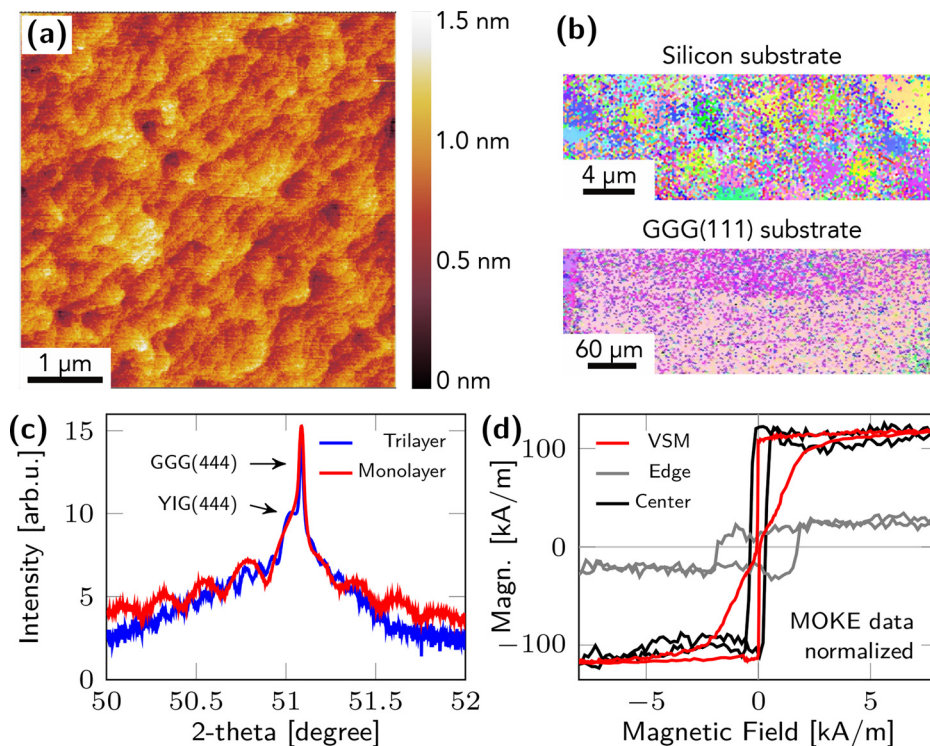 (a)
1.5 nm
1.0 nm
0.5 nm
0 nm
1 µm
(b)
Silicon substrate
4 µm
GGG(111) substrate
60 µm
(c)
15
10
5
0
Intensity [arb.u.]
GGG(444)
YIG(444)
Trilayer
Monolayer
50 50.5 51 51.5 52
2-theta [degree]
(d)
100
0
−100
Magn. [kA/m]
VSM
Edge
Center
MOKE data
normalized
−5 0 5
Magnetic Field [kA/m]